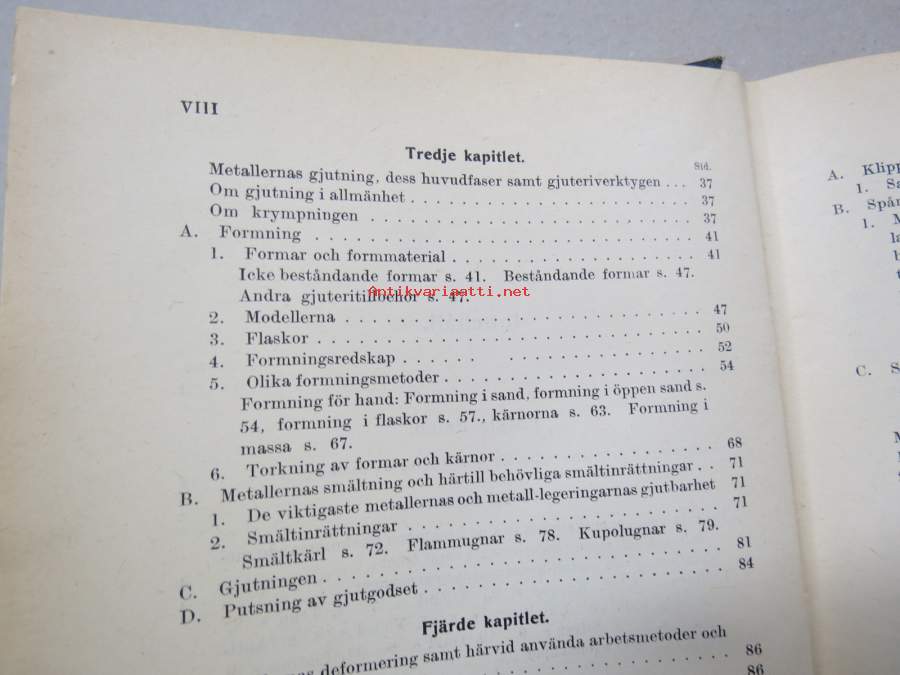 VIII
Tredje kapitlet.
Sid.
Metallernas gjutning, dess huvudfaser samt gjuteriverktygen ... 37
Om gjutning i allmänhet . . . . . . . . . . . . . . . . . . . . 37
Om krympningen . . . . . . . . . . . . . . . . . . . . . . . 37
A. Formning . . . . . . . . . . . . . . . . . . . . . . . . . 41
1. Formar och formmaterial . . . . . . . . . . . . . . . . . 41
Icke beståndande formar s. 41. Beståndande formar s. 47.
Andra gjuteritillbehör s. 47.
Antikvariaatti.net
2. Modellerna . . . . . . . . . . . . . . . . . . . . . . . 47
3. Flaskor . . . . . . . . . . . . . . . . . . . . . . . . 50
4. Formningsredskap . . . . . . . . . . . . . . . . . . . 52
5. Olika formningsmetoder . . . . . . . . . . . . . . . . . 54
Formning för hand: Formning i sand, formning i öppen sand s.
54, formning i flaskor s. 57., kärnorna s. 63. Formning i
massa s. 67.
6. Torkning av formar och kärnor . . . . . . . . . . . . . . 68
B. Metallernas smältning och härtill behövliga smältinrättningar . . 71
1. De viktigaste metallernas och metall-legeringarnas gjutbarhet 71
2. Smältinrättningar . . . . . . . . . . . . . . . . . . . 71
Smältkärl s. 72. Flammugnar s. 78. Kupolugnar s. 79.
C. Gjutningen . . . . . . . . . . . . . . . . . . . . . . . 81
D. Putsning av gjutgodset . . . . . . . . . . . . . . . . . . 84
Fjärde kapitlet.
deformering samt härvid använda arbetsmetoder och
86
86
A. Klipp
1. Sa
B. Spån
1. M
la
b
t
C. S
M